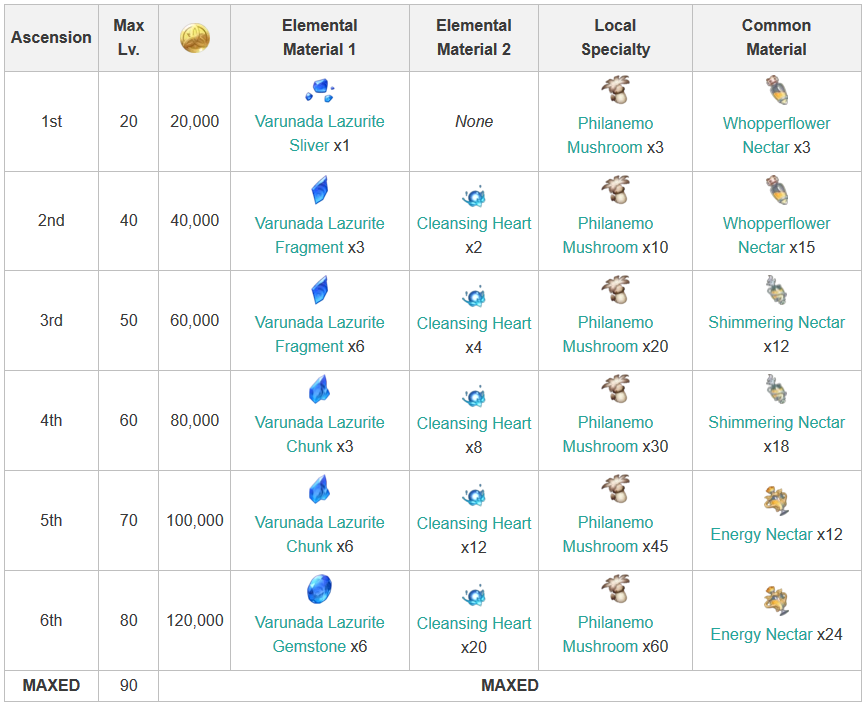 Ascension Max Lv. Elemental Material 1 Elemental Material 2 Local Specialty Common Material
1st 20 20,000 Varunada Lazurite Sliver x1 None Philanemo Mushroom x3 Whopperflower Nectar x3
2nd 40 40,000 Varunada Lazurite Fragment x3 Cleansing Heart x2 Philanemo Mushroom x10 Whopperflower Nectar x15
3rd 50 60,000 Varunada Lazurite Fragment x6 Cleansing Heart x4 Philanemo Mushroom x20 Shimmering Nectar x12
4th 60 80,000 Varunada Lazurite Chunk x3 Cleansing Heart x8 Philanemo Mushroom x30 Shimmering Nectar x18
5th 70 100,000 Varunada Lazurite Chunk x6 Cleansing Heart x12 Philanemo Mushroom x45 Energy Nectar x12
6th 80 120,000 Varunada Lazurite Gemstone x6 Cleansing Heart x20 Philanemo Mushroom x60 Energy Nectar x24
MAXED 90 MAXED